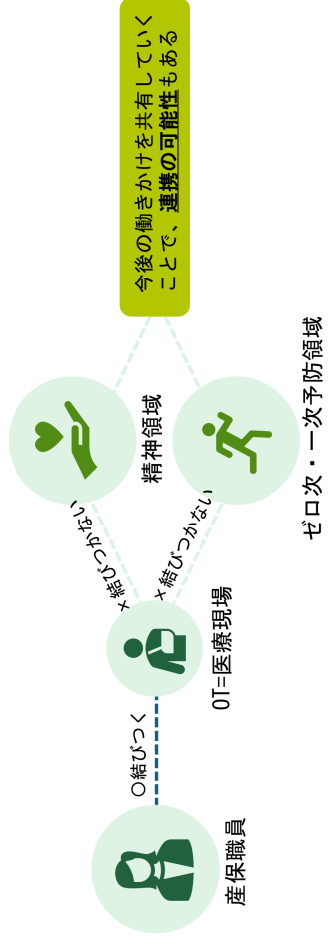 産保職員
〇結びつく
OT=医療現場
×結びつかない
×結びつかない
精神領域
ゼロ次・一次予防領域
今後の働きかけを共有していく
ことで、連携の可能性もある